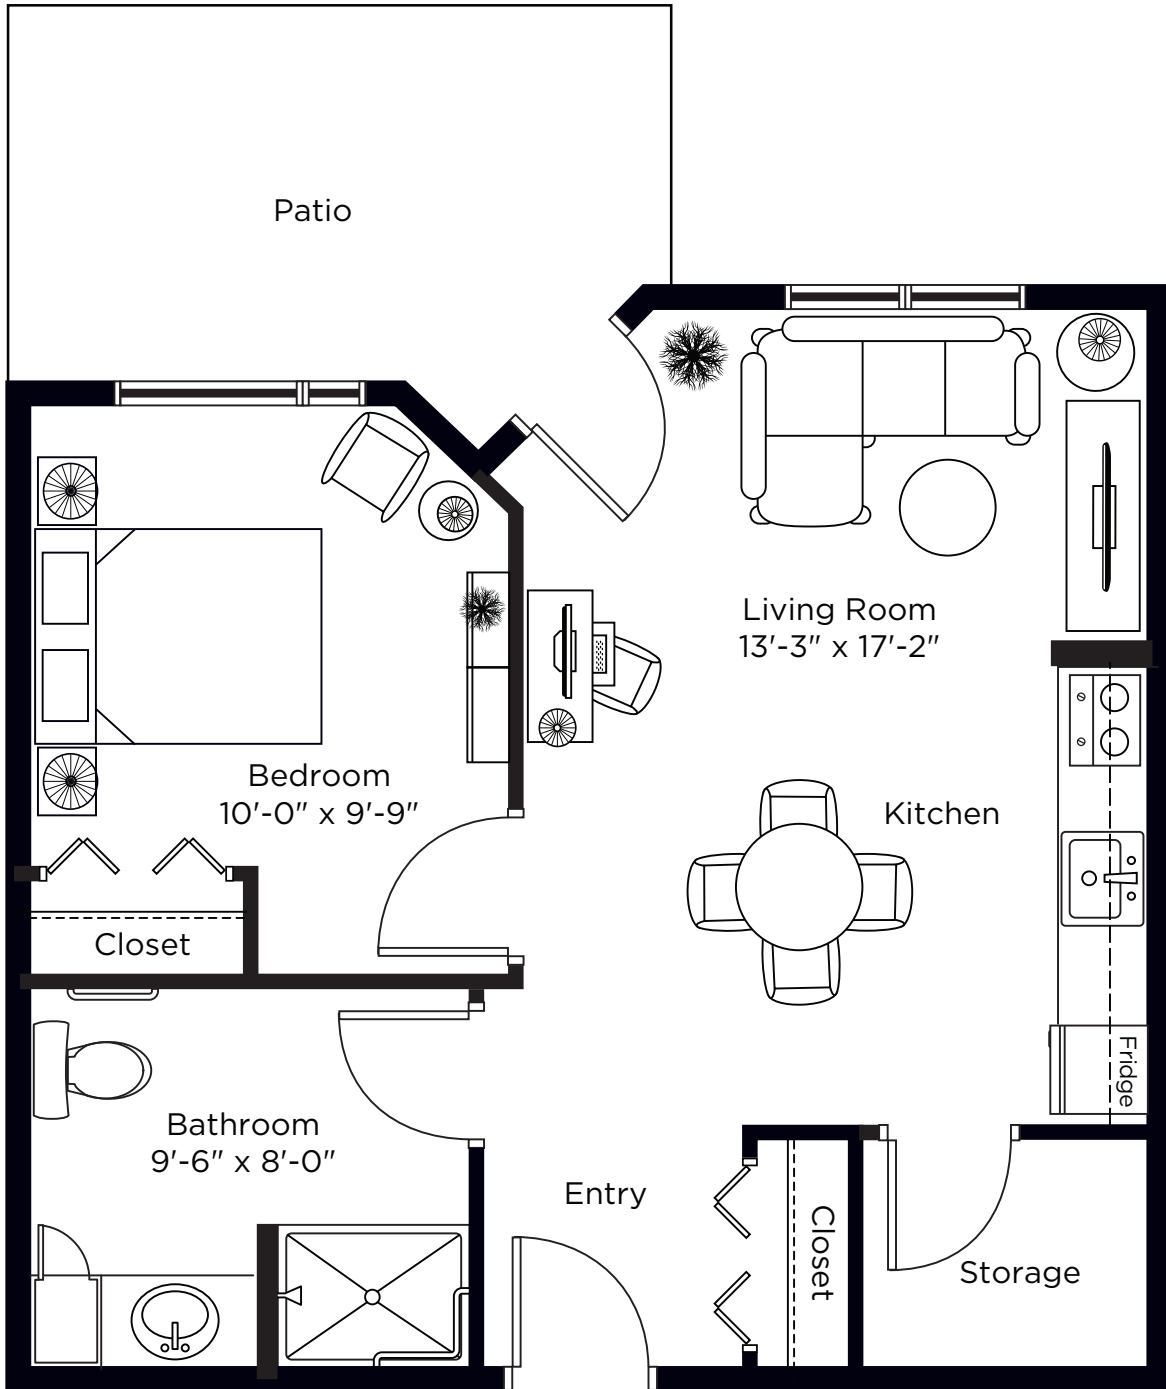 Patio
Living Room
13'-3" x 17'-2"
Bedroom
10'-0" x 9'-9"
Kitchen
Closet
Fridge
Bathroom
9'-6" x 8'-0"
Entry
Closet
Storage